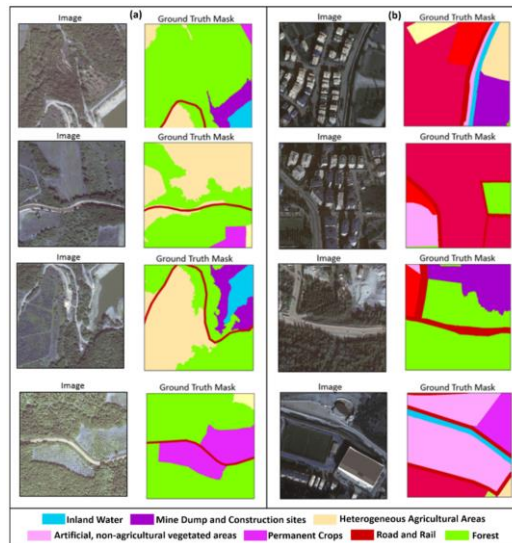 (a)
(b)
Image Ground Truth Mask Image Ground Truth Mask
Image Ground Truth Mask Image Ground Truth Mask
Image Ground Truth Mask Image Ground Truth Mask
Image Ground Truth Mask Image Ground Truth Mask
Inland Water Mine Dump and Construction sites Heterogeneous Agricultural Areas
Artificial, non-agricultural vegetated areas Permanent Crops Road and Rail Forest